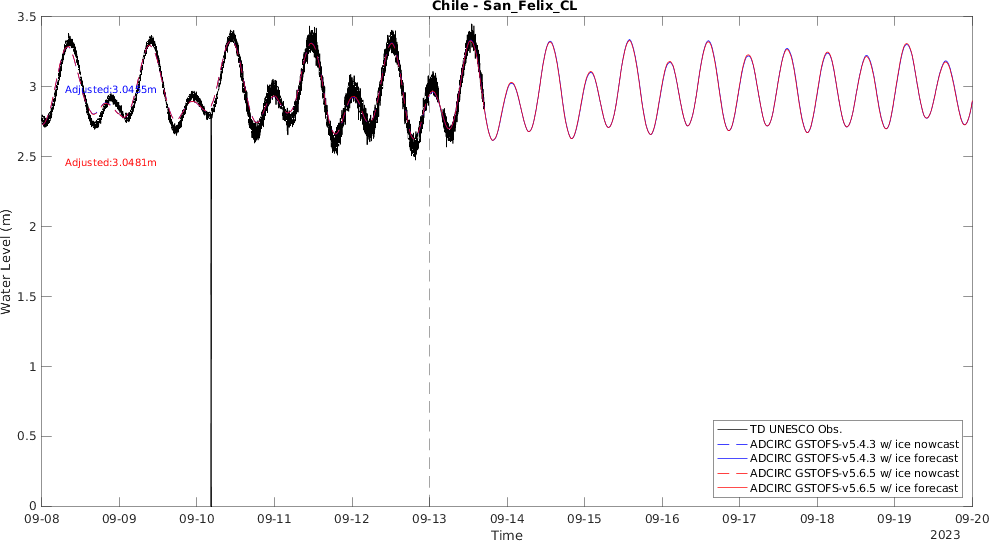 Chile - San_Felix_CL
3.5
3
2.5
2
1.5
1
0.5
0
Water Level (m)
Adjusted:3.0495m
Adjusted:3.0481m
TD UNESCO Obs.
ADCIRC GSTOFS-v5.4.3 w/ ice nowcast
ADCIRC GSTOFS-v5.4.3 w/ ice forecast
ADCIRC GSTOFS-v5.6.5 w/ ice nowcast
ADCIRC GSTOFS-v5.6.5 w/ ice forecast
09-08 09-09 09-10 09-11 09-12 09-13 09-14 09-15 09-16 09-17 09-18 09-19 09-20
Time
2023